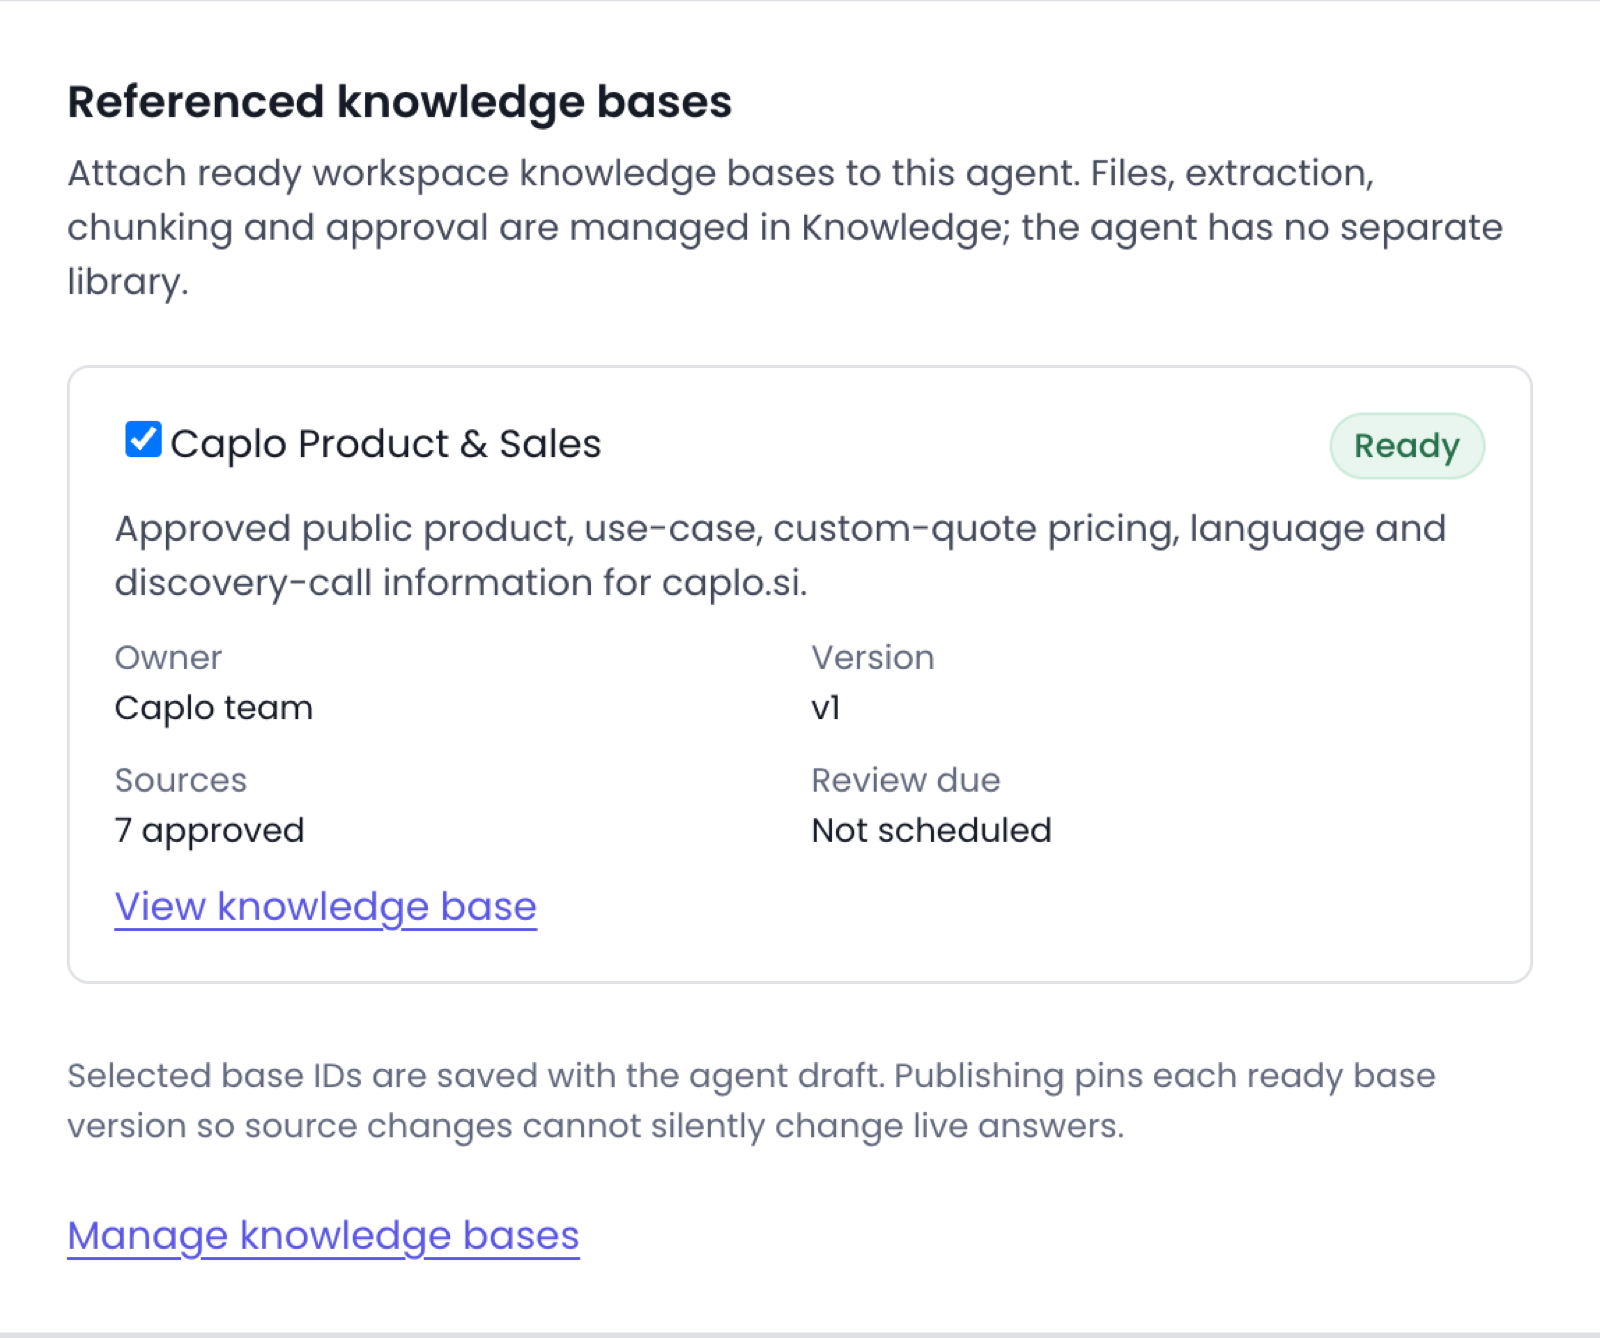 Referenced knowledge bases
Attach ready workspace knowledge bases to this agent. Files, extraction,
chunking and approval are managed in Knowledge; the agent has no separate
library.
Caplo Product & Sales
Ready
Approved public product, use-case, custom-quote pricing, language and
discovery-call information for caplo.si.
Owner
Version
Caplo team
v1
Sources
Review due
7 approved
Not scheduled
View knowledge base
Selected base IDs are saved with the agent draft. Publishing pins each ready base
version so source changes cannot silently change live answers.
Manage knowledge bases